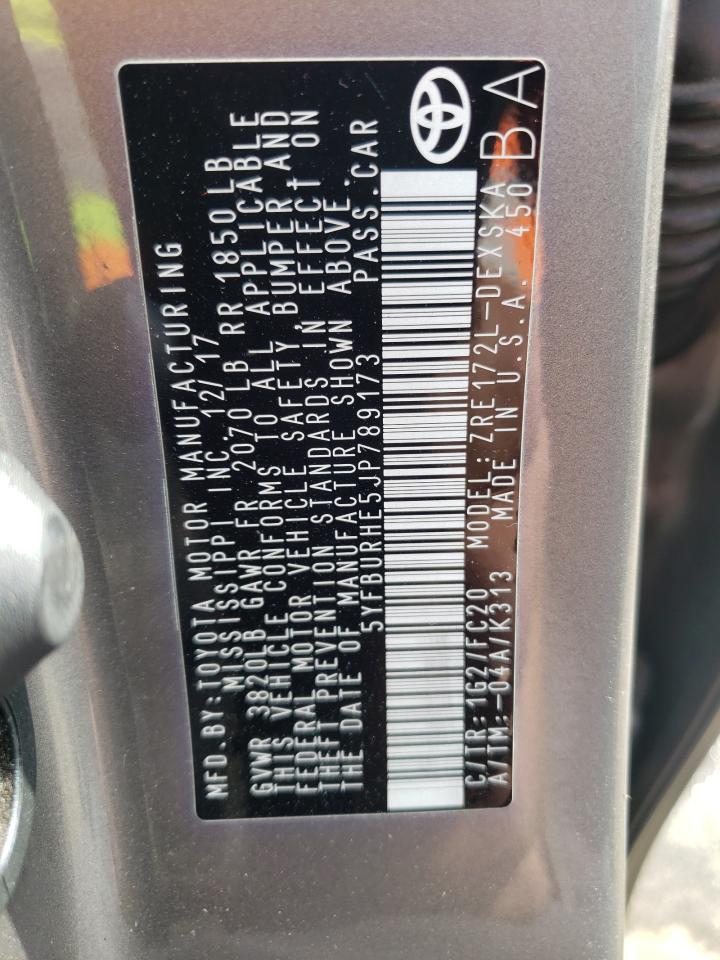 MFD.BY:TOYOTA MOTOR MANUFACTURING
MISSISSIPPI INC.12/17
GVWR 3820LB GAWR FR 2070 LB RR 1850 LB
THIS VEHICLE CONFORMS TO ALL APPLICABLE
FEDERAL MOTOR VEHICLE SAFETY,BUMPER AND
THEFT PREVENTION STANDARDS IN EFFECT ON
THE DATE OF MANUFACTURE SHOWN ABOVE.
5YFBURHE5JP789173 PASS.CAR
C/TR:1G2/FC20 MODEL:ZRE172L-DEXSKA
A/TM:-04A/K313 MADE IN U.S.A. 450 BA